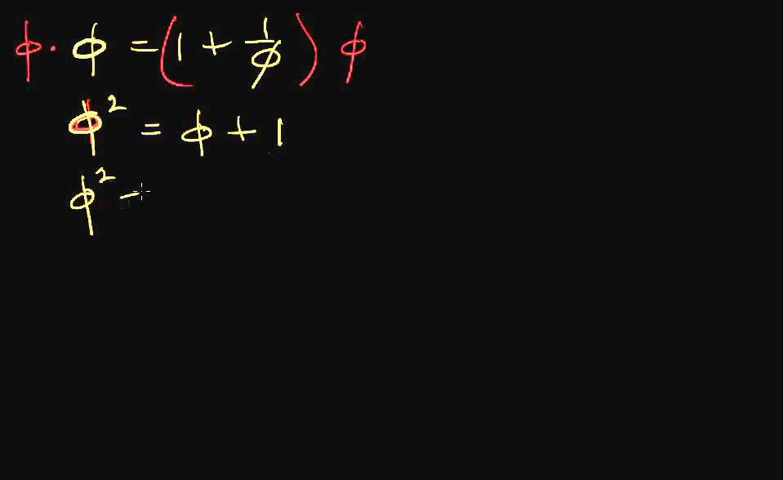 ϕ · ϕ = (1 + 1/ϕ) ϕ
ϕ² = ϕ + 1
ϕ² −